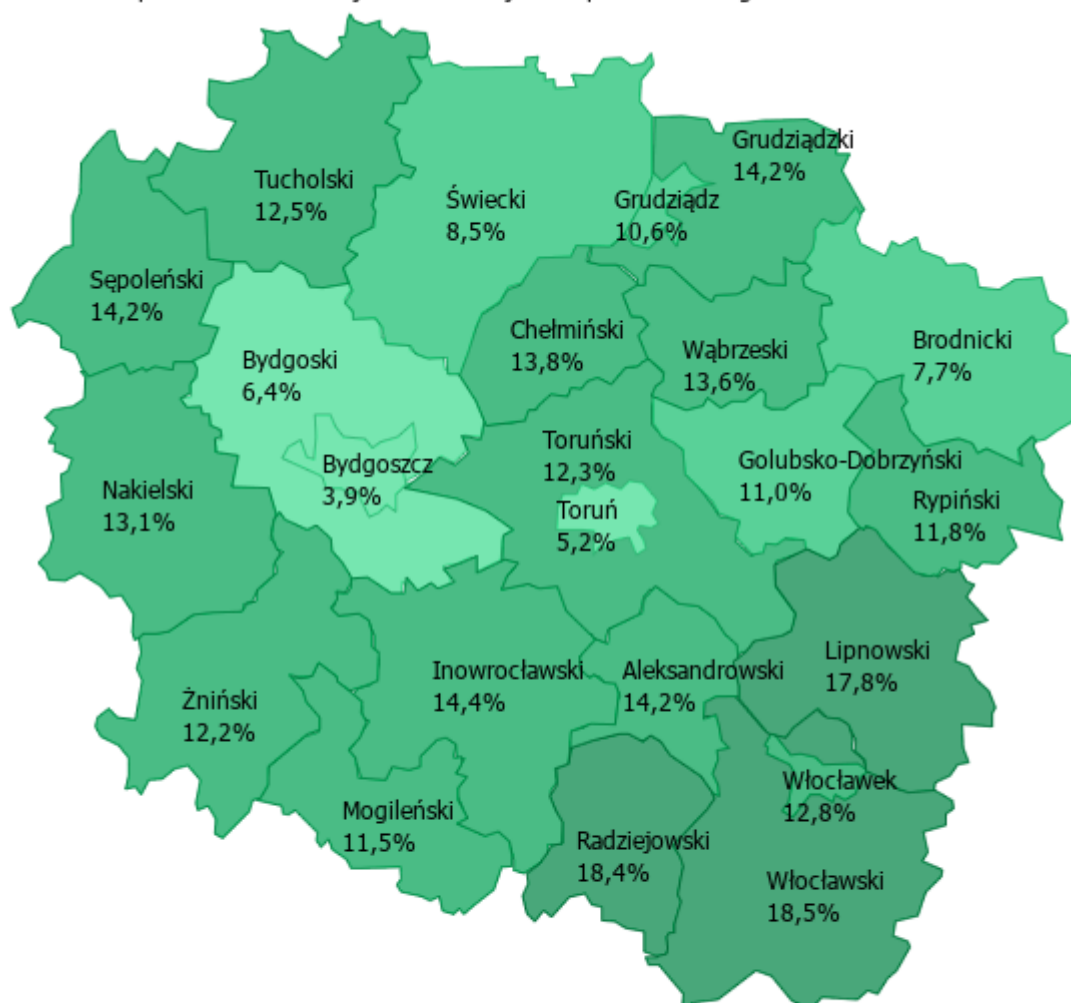 Grudziądzki
14,2%
Tucholski
12,5%
Świecki
8,5%
Grudziądz
10,6%
Sępoleński
14,2%
Chełmiński
13,8%
Wąbrzeski
13,6%
Brodnicki
7,7%
Bydgoski
6,4%
Toruński
12,3%
Bydgoszcz
3,9%
Golubsko-Dobrzyński
11,0%
Nakielski
13,1%
Toruń
5,2%
Rypiński
11,8%
Lipnowski
17,8%
Inowrocławski
14,4%
Aleksandrowski
14,2%
Żniński
12,2%
Włocławek
12,8%
Mogileński
11,5%
Radziejowski
18,4%
Włocławski
18,5%